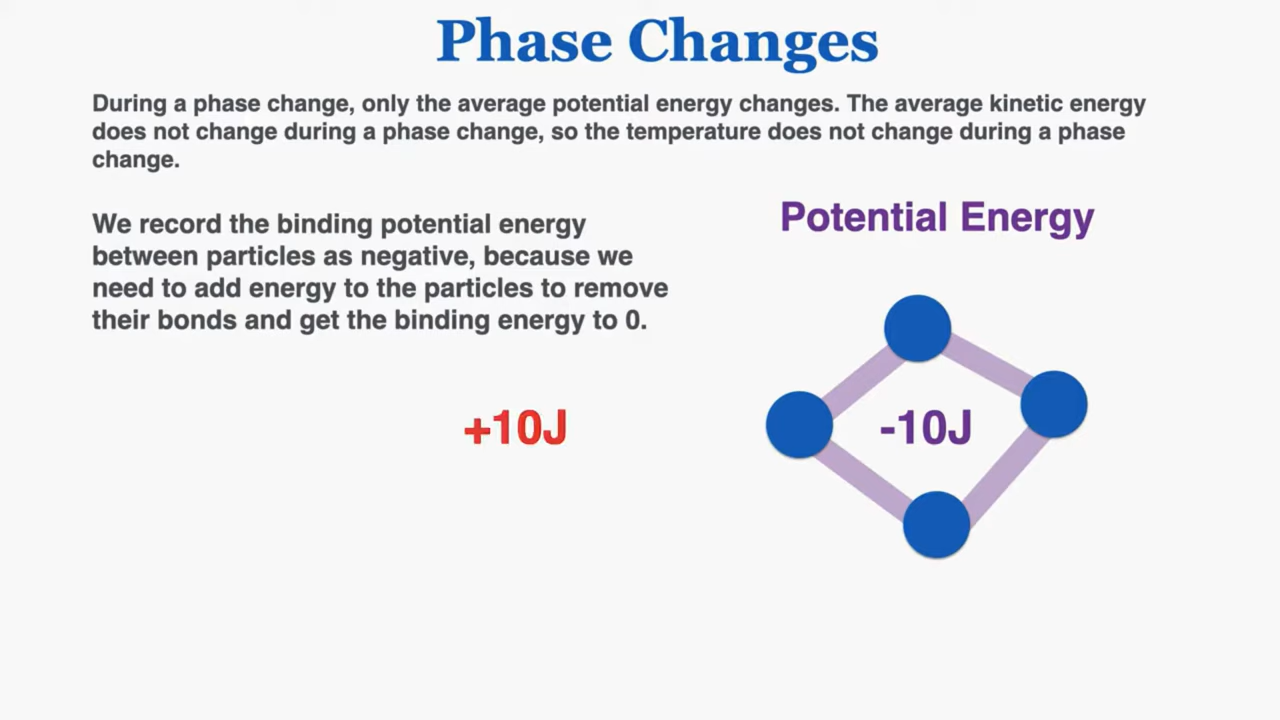 Phase Changes
During a phase change, only the average potential energy changes. The average kinetic energy
does not change during a phase change, so the temperature does not change during a phase
change.
We record the binding potential energy
between particles as negative, because we
need to add energy to the particles to remove
their bonds and get the binding energy to 0.
Potential Energy
+10J
-10J